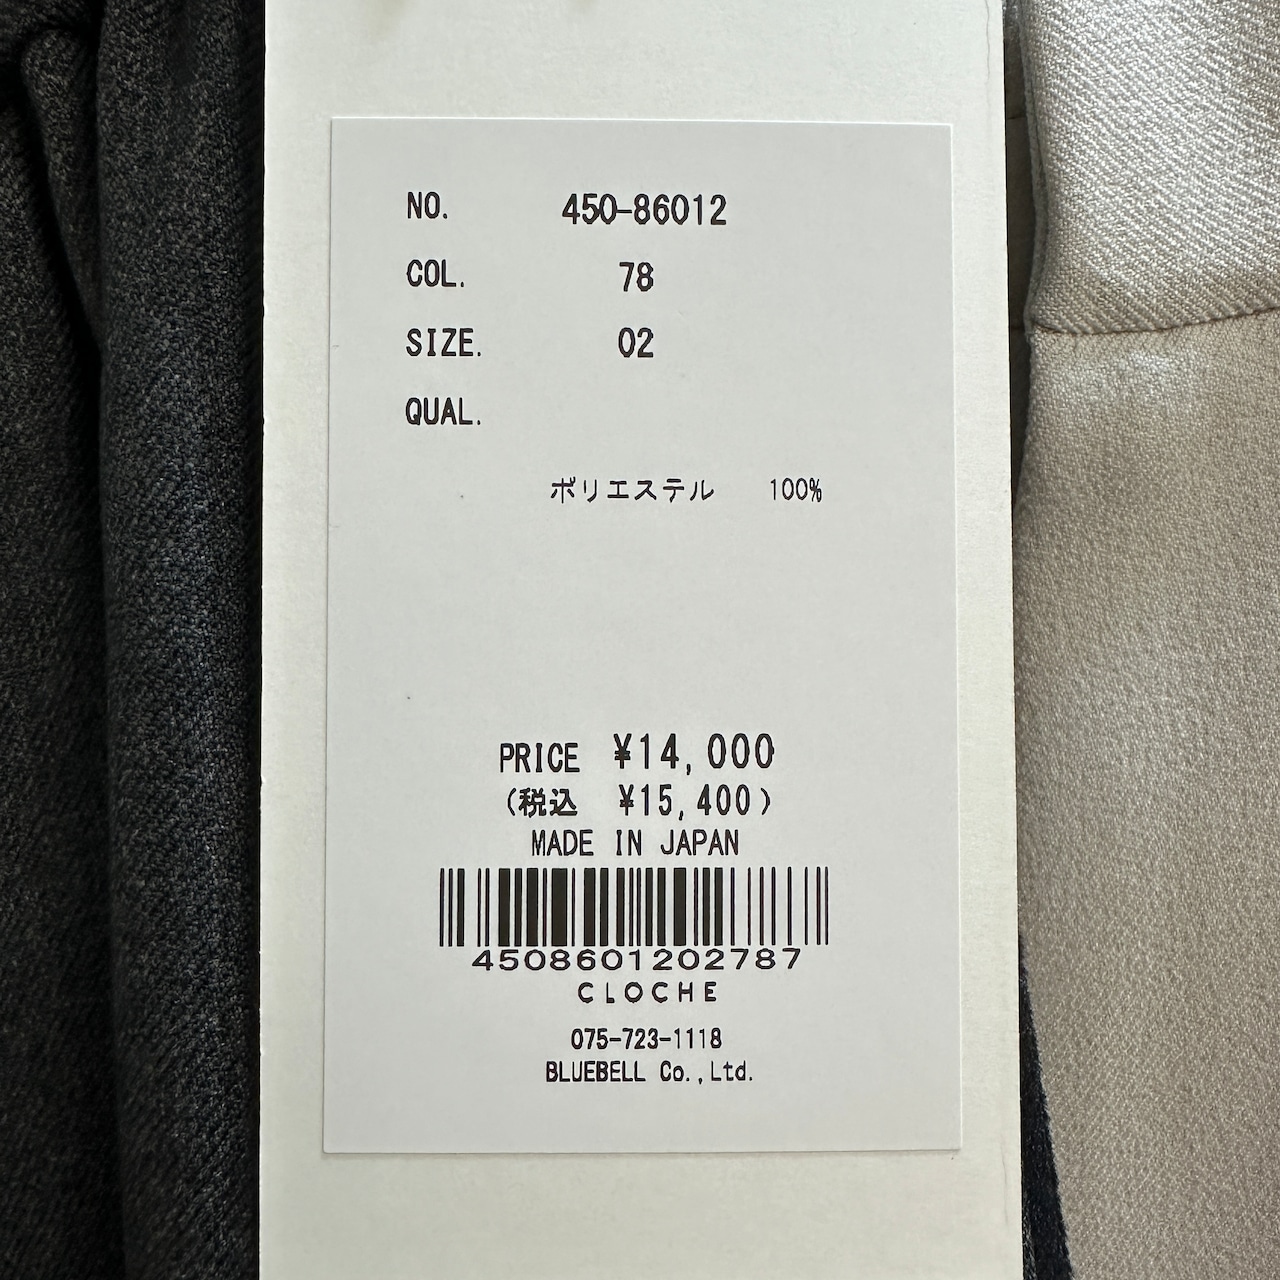 NO. 450-86012
COL. 78
SIZE. 02
QUAL.
ポリエステル 100%
PRICE ¥14,000
(税込 ¥15,400)
MADE IN JAPAN
4508601202787
CLOCHE
075-723-1118
BLUEBELL Co.,Ltd.